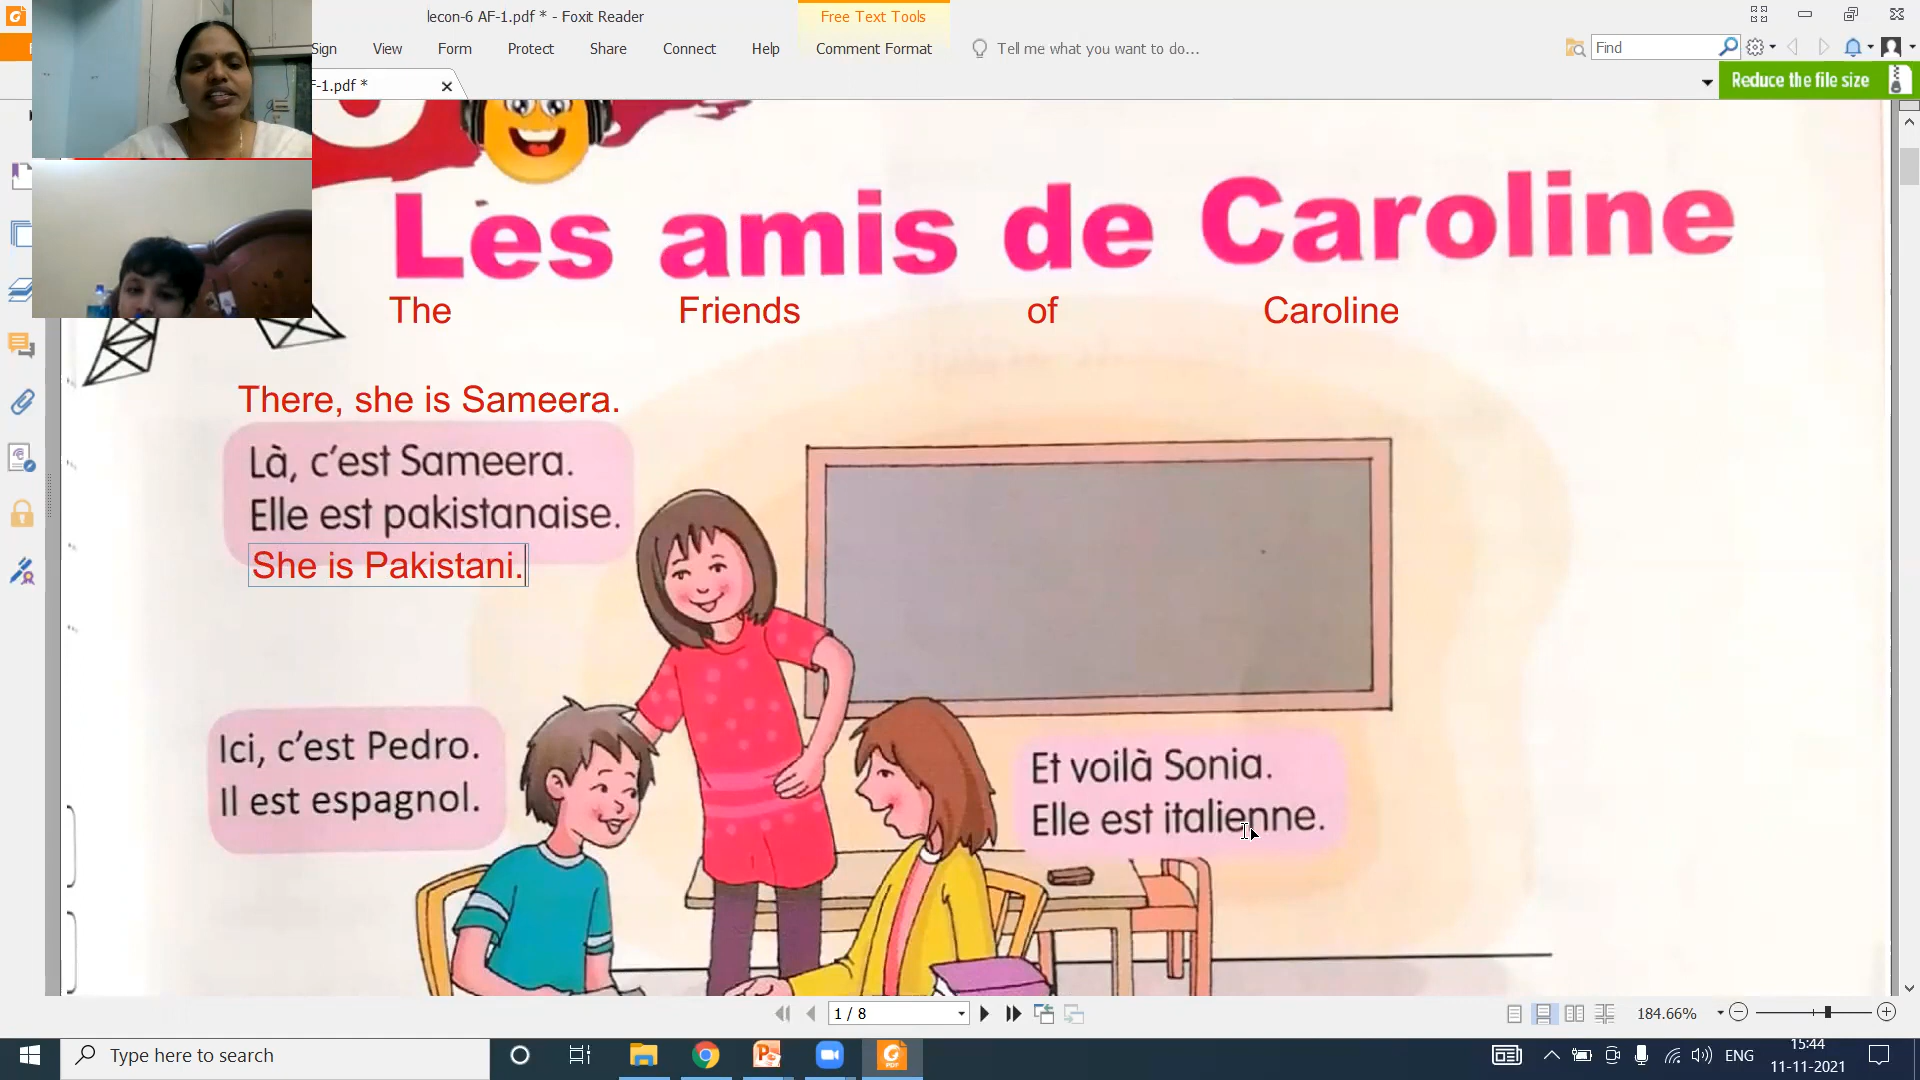 lecon-6 AF-1.pdf * - Foxit Reader
Free Text Tools
Sign View Form Protect Share Connect Help Comment Format Tell me what you want to do...
Find
F-1.pdf *
Reduce the file size
Les amis de Caroline
The Friends of Caroline
There, she is Sameera.
Là, c'est Sameera.
Elle est pakistanaise.
She is Pakistani.
Ici, c'est Pedro.
Il est espagnol.
Et voilà Sonia.
Elle est italienne.
1 / 8
184.66%
Type here to search
ENG
15:44
11-11-2021